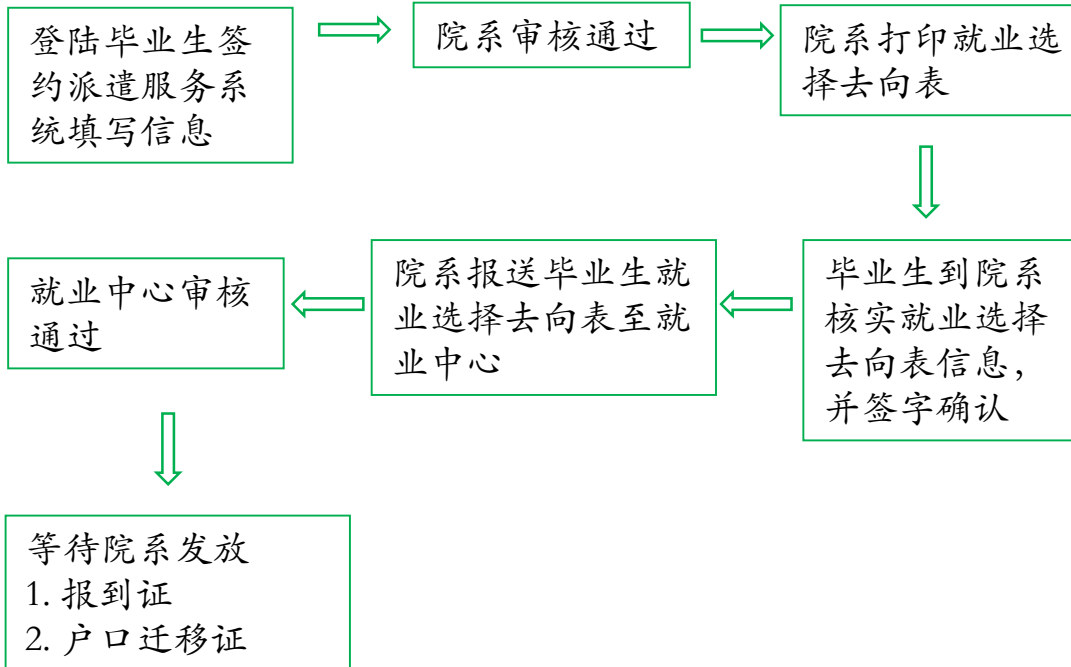 登陆毕业生签
约派遣服务系
统填写信息
院系审核通过
院系打印就业选
择去向表
毕业生到院系
核实就业选择
去向表信息，
并签字确认
院系报送毕业生就
业选择去向表至就
业中心
就业中心审核
通过
等待院系发放
1. 报到证
2. 户口迁移证